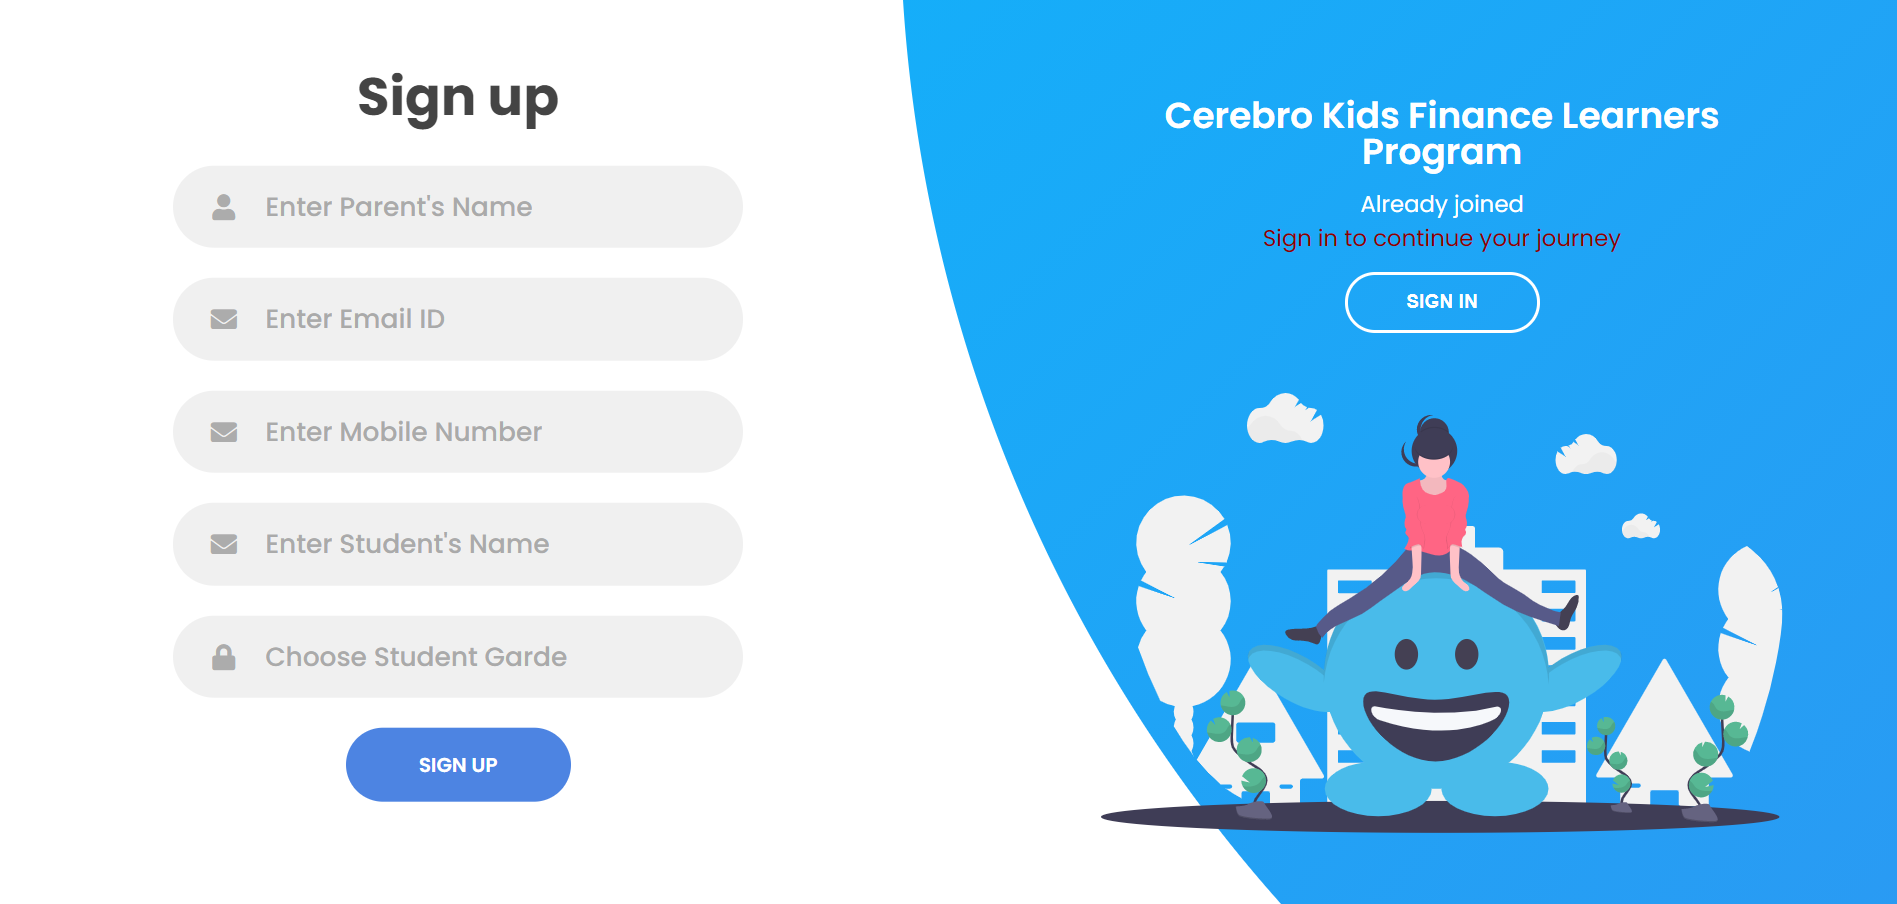 Sign up
Enter Parent's Name
Enter Email ID
Enter Mobile Number
Enter Student's Name
Choose Student Garde
SIGN UP
Cerebro Kids Finance Learners
Program
Already joined
Sign in to continue your journey
SIGN IN